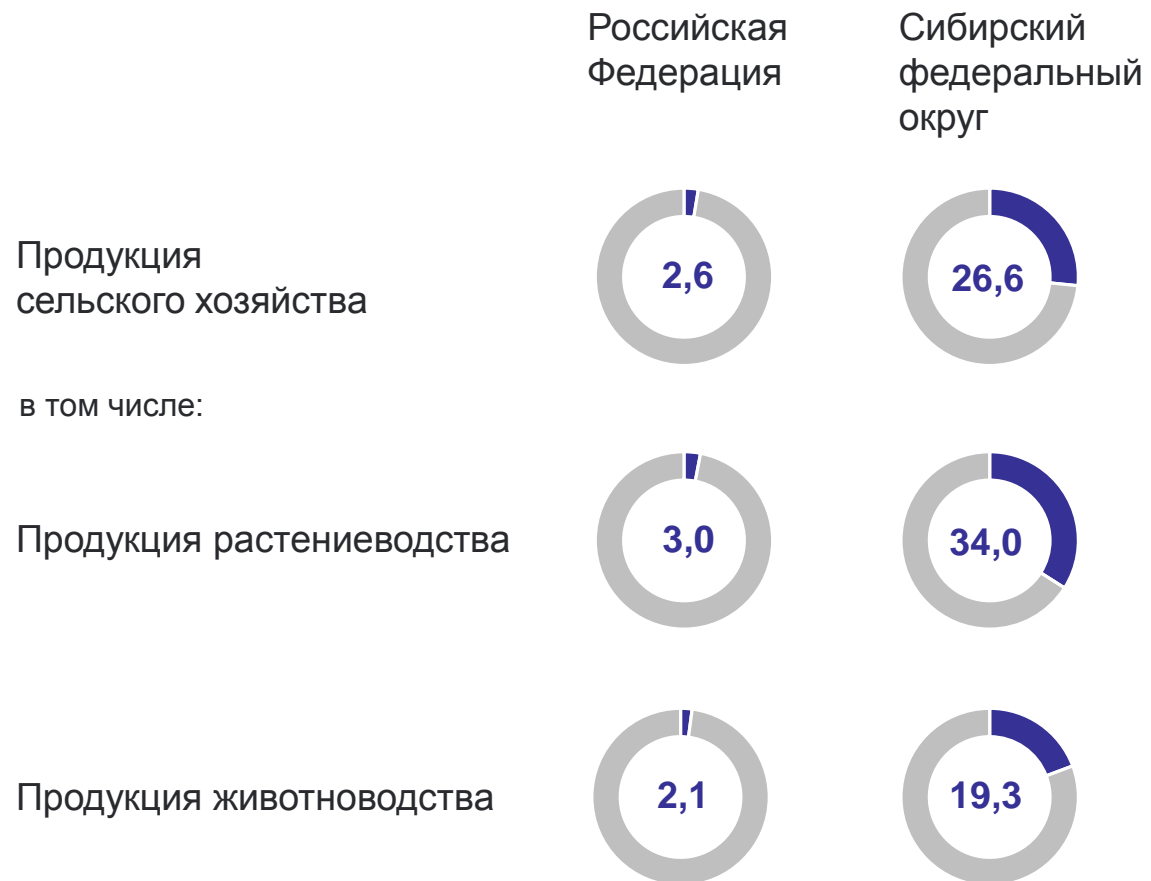 Российская
Федерация
Сибирский
федеральный
округ
Продукция
сельского хозяйства
2,6
26,6
в том числе:
Продукция растениеводства
3,0
34,0
Продукция животноводства
2,1
19,3